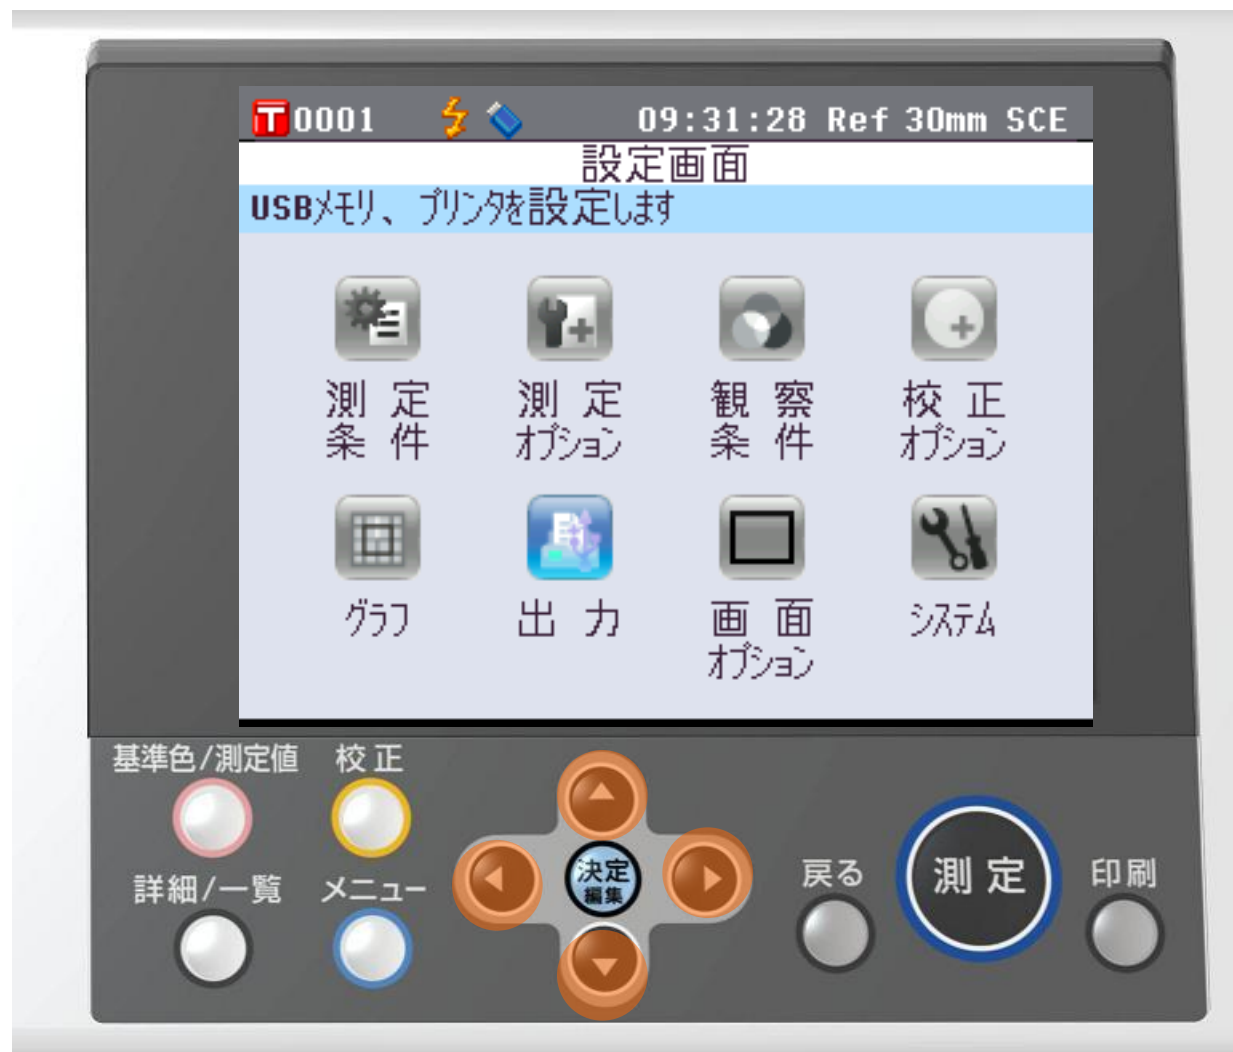 T 0001 09:31:28 Ref 30mm SCE
設定画面
USBメモリ、プリンタを設定します
測定条件
測定オプション
観察条件
校正オプション
グラフ
出力
画面オプション
システム
基準色/測定値
校正
詳細/一覧
メニュー
決定
編集
戻る
測定
印刷